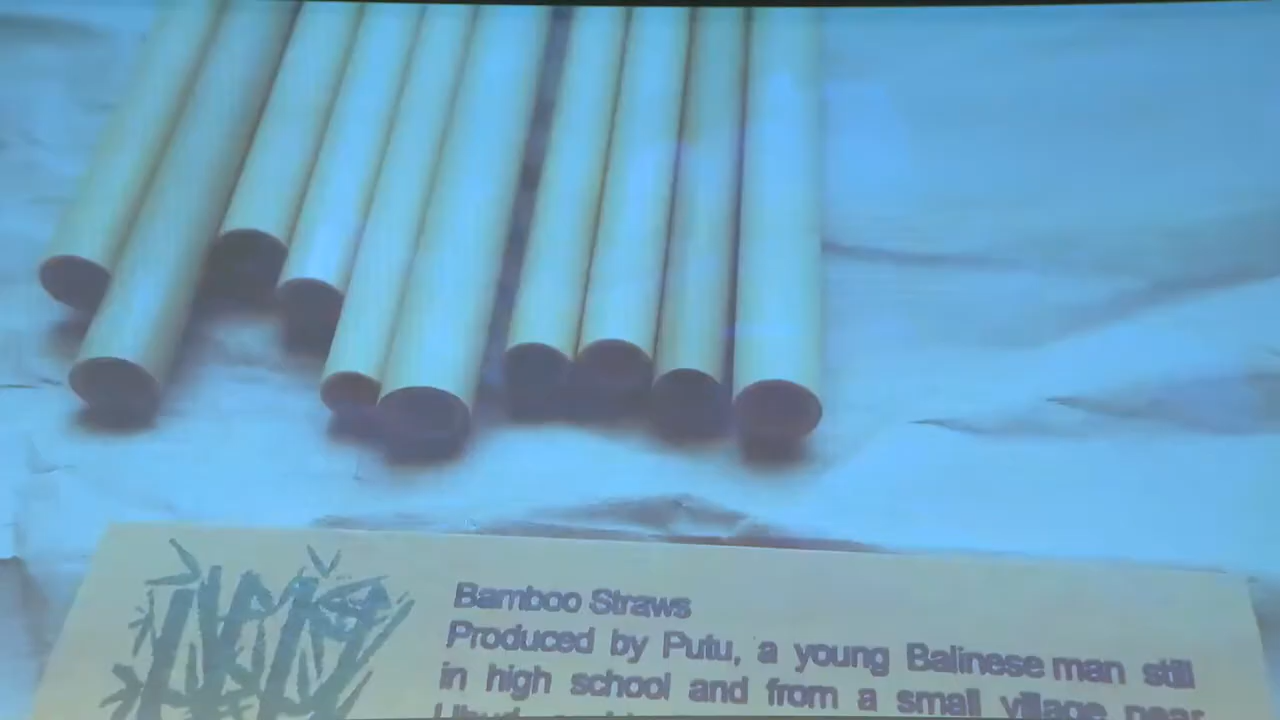 Bamboo Straws
Produced by Putu, a young Balinese man still
in high school and from a small village near